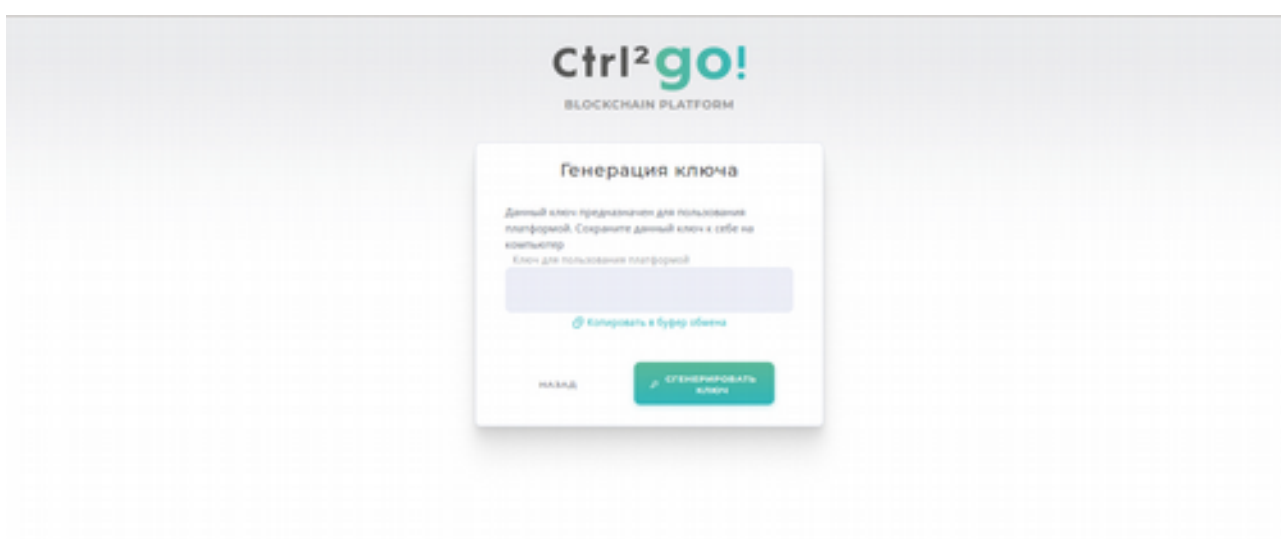 Ctrl²go!
BLOCKCHAIN PLATFORM
Генерация ключа
Данный ключ предназначен для пользования
платформой. Сохраните данный ключ к себе на
компьютер
Ключ для пользования платформой
Копировать в буфер обмена
НАЗАД
СГЕНЕРИРОВАТЬ
КЛЮЧ